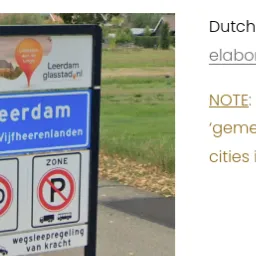 Leerdam
glasstad.nl
eerdam
Vijfheerenlanden
ZONE
P
wegsleepregeling
van kracht
Dutch
elabor
NOTE:
'geme
cities i